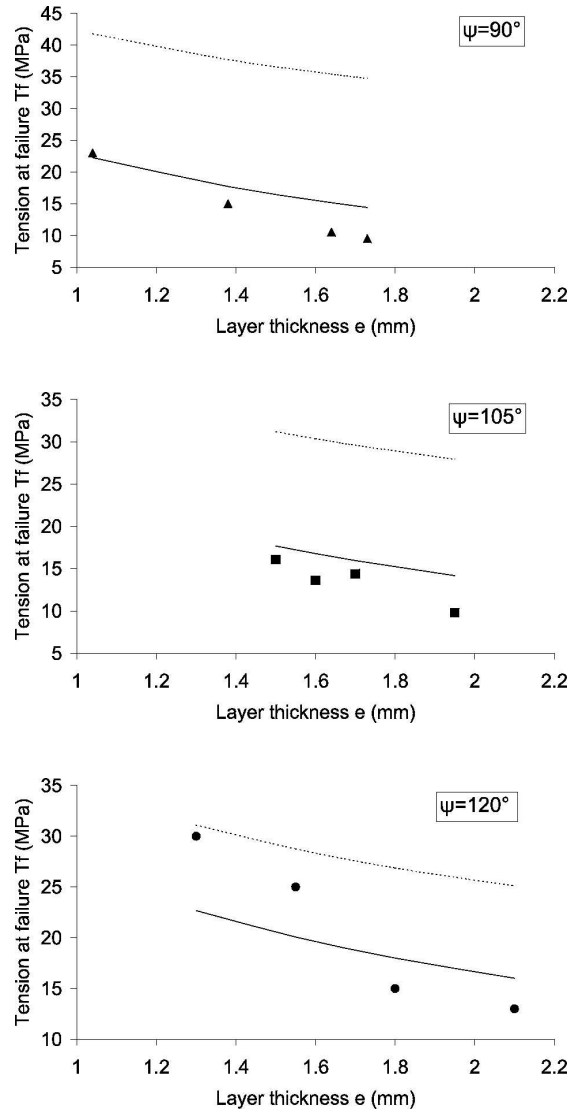 ψ=90°
Tension at failure Tf (MPa)
45
40
35
30
25
20
15
10
5
1 1.2 1.4 1.6 1.8 2 2.2
Layer thickness e (mm)
ψ=105°
Tension at failure Tf (MPa)
35
30
25
20
15
10
5
1 1.2 1.4 1.6 1.8 2 2.2
Layer thickness e (mm)
ψ=120°
Tension at failure Tf (MPa)
35
30
25
20
15
10
1 1.2 1.4 1.6 1.8 2 2.2
Layer thickness e (mm)